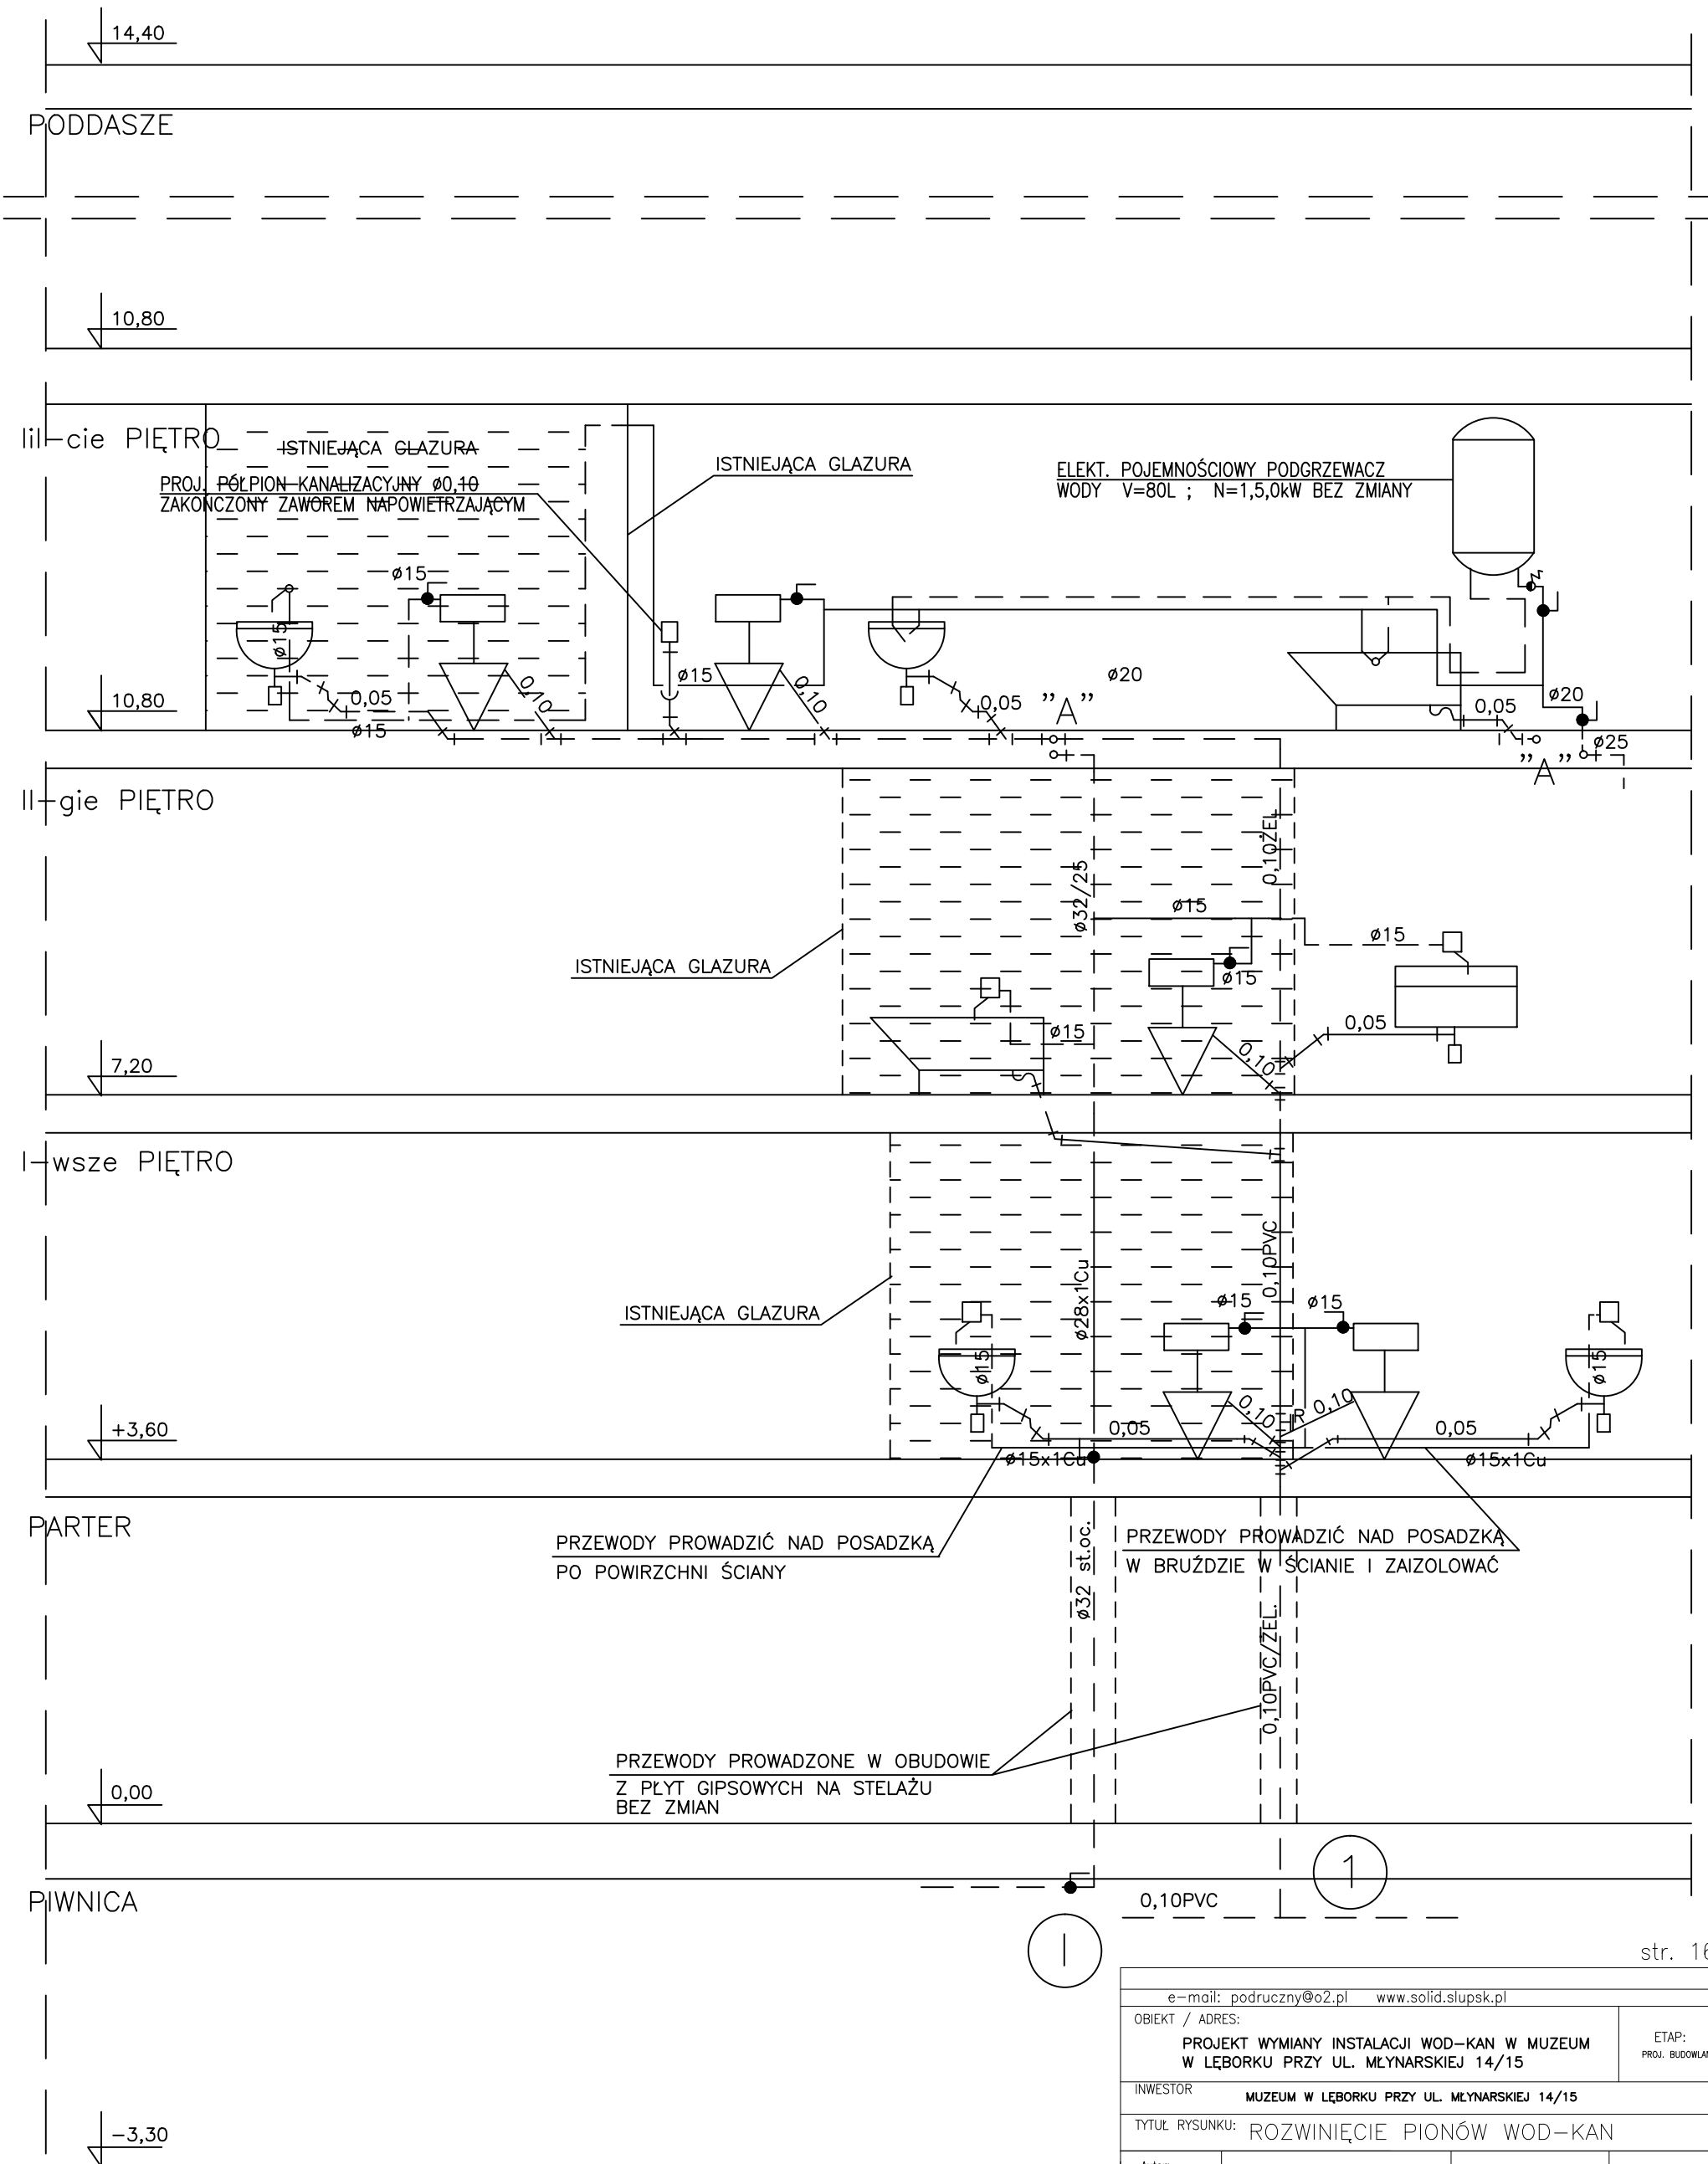 14,40
PODDASZE
10,80
IiI-cie PIĘTRO
ISTNIEJĄCA GLAZURA
PROJ. PÓŁPION KANALIZACYJNY ø0,10
ZAKOŃCZONY ZAWOREM NAPOWIETRZAJĄCYM
ISTNIEJĄCA GLAZURA
ELEKT. POJEMNOŚCIOWY PODGRZEWACZ
WODY V=80L ; N=1,5,0kW BEZ ZMIANY
ø15
ø15
0,05
ø15
0,10
ø15
0,10
0,05
"A"
ø20
0,05
ø20
ø25
"A"
10,80
II-gie PIĘTRO
0,10ŻEL
ø32/25
ø15
ø15
ISTNIEJĄCA GLAZURA
ø15
ø15
0,05
0,10
7,20
I-wsze PIĘTRO
0,10PVC
ø28x1Cu
ISTNIEJĄCA GLAZURA
ø15
ø15
ø15
ø15
0,10
R
0,10
0,05
0,05
ø15x1Cu
ø15x1Cu
+3,60
PARTER
PRZEWODY PROWADZIĆ NAD POSADZKĄ
PO POWIRZCHNI ŚCIANY
ø32 st.oc.
PRZEWODY PROWADZIĆ NAD POSADZKĄ
W BRUŹDZIE W ŚCIANIE I ZAIZOLOWAĆ
0,10PVC/ŻEL.
PRZEWODY PROWADZONE W OBUDOWIE
Z PŁYT GIPSOWYCH NA STELAŻU
BEZ ZMIAN
0,00
PIWNICA
1
0,10PVC
I
str. 16
e-mail: podruczny@o2.pl www.solid.slupsk.pl
OBIEKT / ADRES:
PROJEKT WYMIANY INSTALACJI WOD-KAN W MUZEUM
W LĘBORKU PRZY UL. MŁYNARSKIEJ 14/15
ETAP:
PROJ. BUDOWLAN
INWESTOR
MUZEUM W LĘBORKU PRZY UL. MŁYNARSKIEJ 14/15
TYTUŁ RYSUNKU: ROZWINIĘCIE PIONÓW WOD-KAN
-3,30